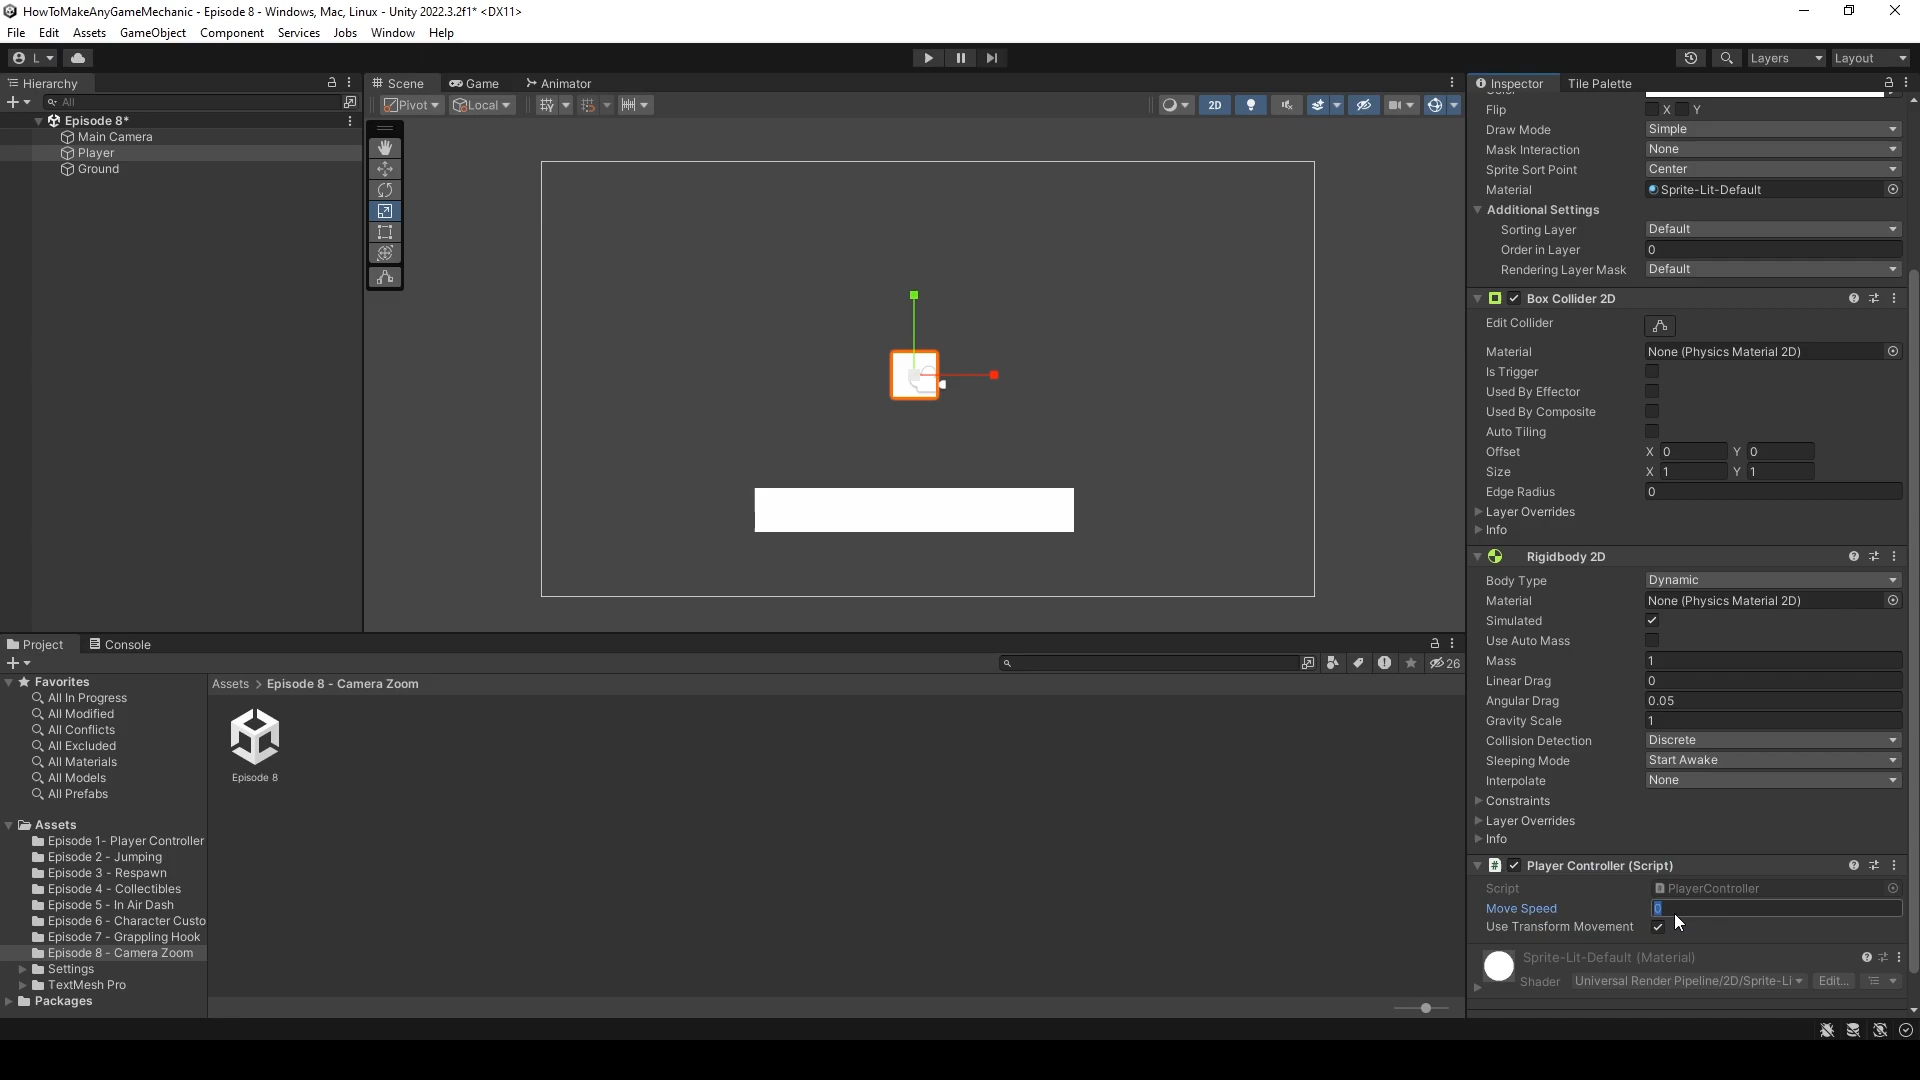 HowToMakeAnyGameMechanic - Episode 8 - Windows, Mac, Linux - Unity 2022.3.2f1* <DX11>
File Edit Assets GameObject Component Services Jobs Window Help
L
Layers
Layout
Hierarchy
All
Episode 8*
Main Camera
Player
Ground
Scene
Game
Animator
Pivot
Local
2D
Inspector
Tile Palette
Color
Flip X Y
Draw Mode Simple
Mask Interaction None
Sprite Sort Point Center
Material Sprite-Lit-Default
Additional Settings
Sorting Layer Default
Order in Layer 0
Rendering Layer Mask Default
Box Collider 2D
Edit Collider
Material None (Physics Material 2D)
Is Trigger
Used By Effector
Used By Composite
Auto Tiling
Offset X 0 Y 0
Size X 1 Y 1
Edge Radius 0
Layer Overrides
Info
Rigidbody 2D
Body Type Dynamic
Material None (Physics Material 2D)
Simulated
Use Auto Mass
Mass 1
Linear Drag 0
Angular Drag 0.05
Gravity Scale 1
Collision Detection Discrete
Sleeping Mode Start Awake
Interpolate None
Constraints
Layer Overrides
Info
# Player Controller (Script)
Script PlayerController
Move Speed 0
Use Transform Movement
Sprite-Lit-Default (Material)
Shader Universal Render Pipeline/2D/Sprite-Li Edit...
Project
Console
26
Favorites
All In Progress
All Modified
All Conflicts
All Excluded
All Materials
All Models
All Prefabs
Assets
Episode 1- Player Controller
Episode 2 - Jumping
Episode 3 - Respawn
Episode 4 - Collectibles
Episode 5 - In Air Dash
Episode 6 - Character Custo
Episode 7 - Grappling Hook
Episode 8 - Camera Zoom
Settings
TextMesh Pro
Packages
Assets > Episode 8 - Camera Zoom
Episode 8